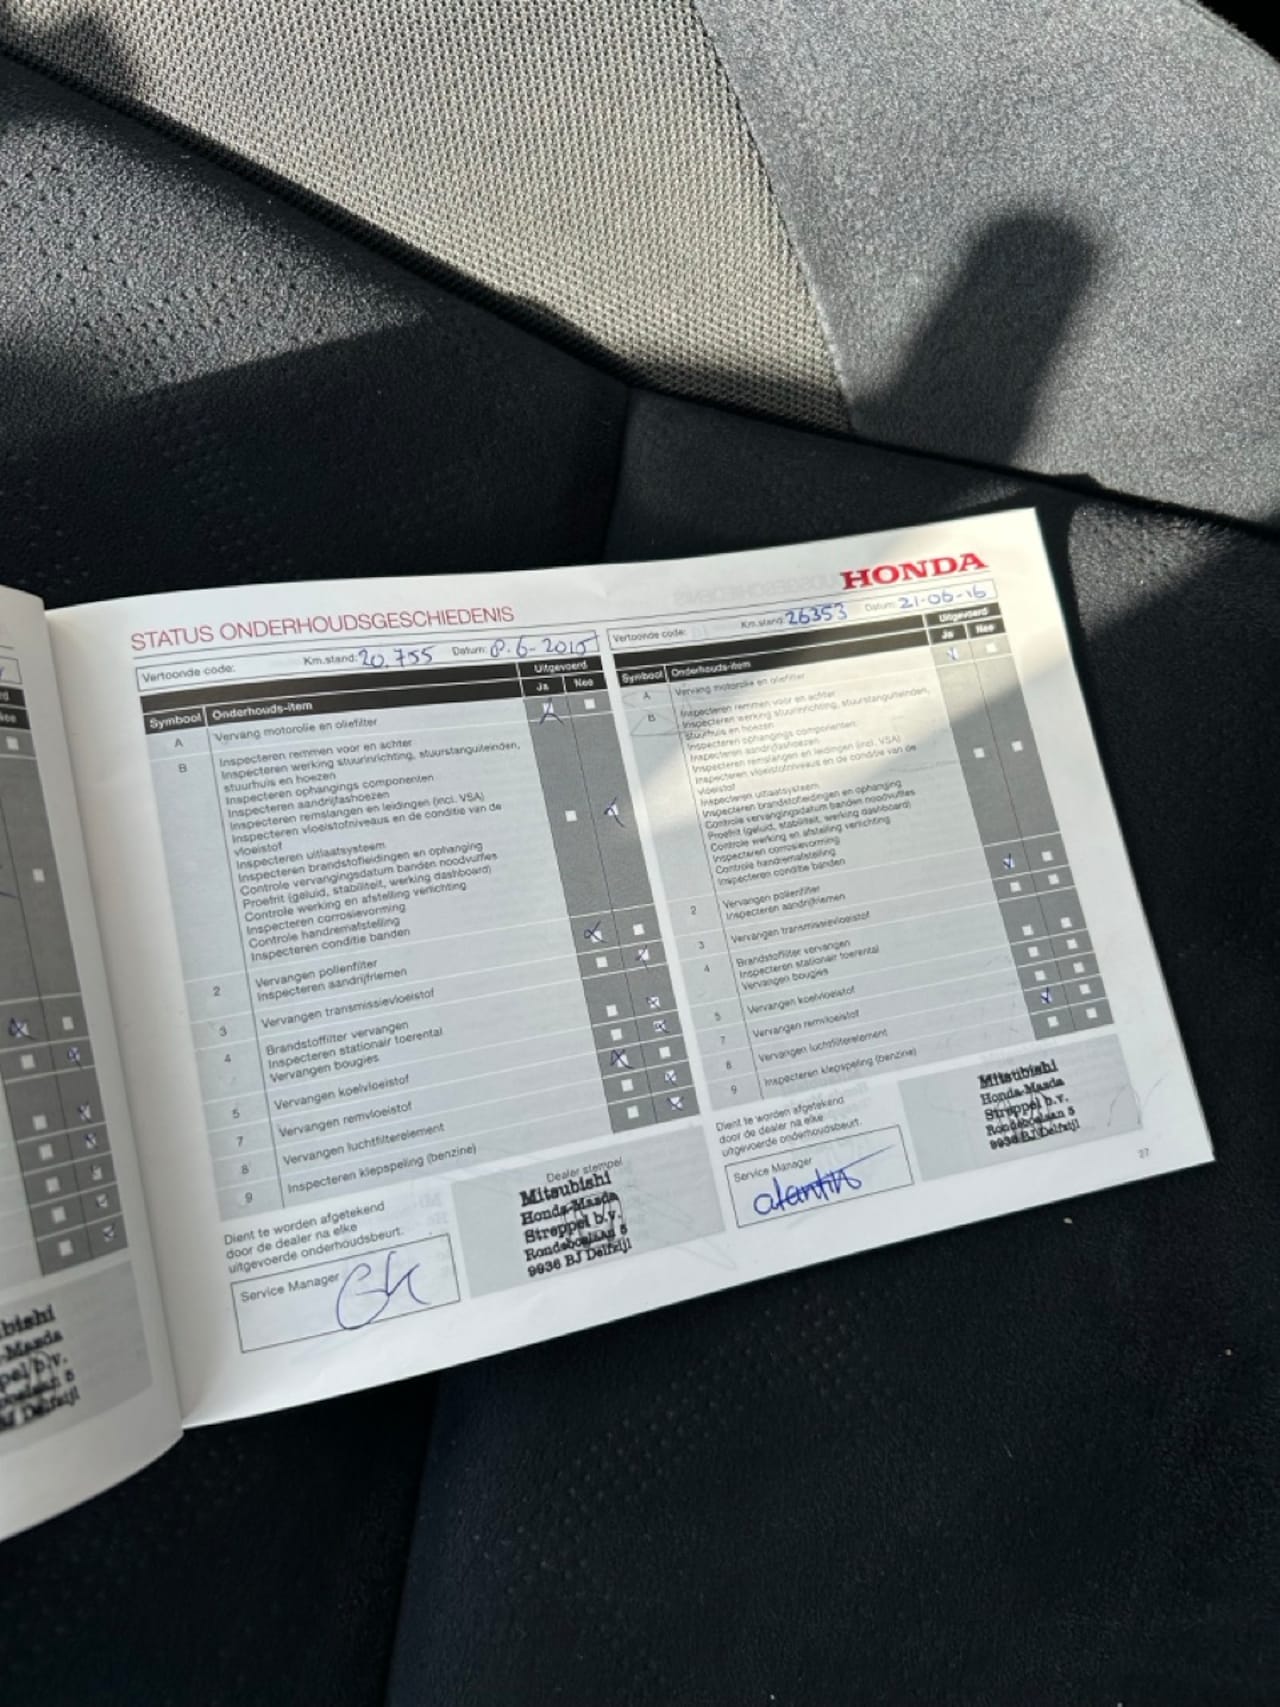 HONDA
STATUS ONDERHOUDSGESCHIEDENIS
Vertoonde code:
Km.stand: 20.755
Datum: 8-6-2015
Uitgevoerd
Symbool Onderhouds-item
Ja Nee
A Vervang motorolie en oliefilter
B Inspecteren remmen voor en achter
Inspecteren werking stuurinrichting, stuurstanguiteinden,
stuurhuis en hoezen
Inspecteren ophangings componenten
Inspecteren aandrijfashoezen
Inspecteren remslangen en leidingen (incl. VSA)
Inspecteren vloeistofniveaus en de conditie van de
vloeistof
Inspecteren uitlaatsysteem
Inspecteren brandstofleidingen en ophanging
Controle vervangingsdatum banden noodvulfles
Proefrit (geluid, stabiliteit, werking dashboard)
Controle werking en afstelling verlichting
Inspecteren corrosievorming
Controle handremafstelling
Inspecteren conditie banden
2 Vervangen pollenfilter
Inspecteren aandrijfriemen
3 Vervangen transmissievloeistof
4 Brandstoffilter vervangen
Inspecteren stationair toerental
Vervangen bougies
5 Vervangen koelvloeistof
7 Vervangen remvloeistof
8 Vervangen luchtfilterelement
9 Inspecteren klepspeling (benzine)
Dient te worden afgetekend
door de dealer na elke
uitgevoerde onderhoudsbeurt.
Service Manager
Dealer stempel
Mitsubishi
Honda-Mazda
Streppel b.v.
Rondeboslaan 5
9936 BJ Delfzijl
Vertoonde code:
Km.stand: 26353
Datum: 21-06-16
Uitgevoerd
Symbool Onderhouds-item
Ja Nee
A Vervang motorolie en oliefilter
B Inspecteren remmen voor en achter
Inspecteren werking stuurinrichting, stuurstanguiteinden,
stuurhuis en hoezen
Inspecteren ophangings componenten
Inspecteren aandrijfashoezen
Inspecteren remslangen en leidingen (incl. VSA)
Inspecteren vloeistofniveaus en de conditie van de
vloeistof
Inspecteren uitlaatsysteem
Inspecteren brandstofleidingen en ophanging
Controle vervangingsdatum banden noodvulfles
Proefrit (geluid, stabiliteit, werking dashboard)
Controle werking en afstelling verlichting
Inspecteren corrosievorming
Controle handremafstelling
Inspecteren conditie banden
2 Vervangen pollenfilter
Inspecteren aandrijfriemen
3 Vervangen transmissievloeistof
4 Brandstoffilter vervangen
Inspecteren stationair toerental
Vervangen bougies
5 Vervangen koelvloeistof
7 Vervangen remvloeistof
8 Vervangen luchtfilterelement
9 Inspecteren klepspeling (benzine)
Dient te worden afgetekend
door de dealer na elke
uitgevoerde onderhoudsbeurt.
Service Manager
Mitsubishi
Honda-Mazda
Streppel b.v.
Rondeboslaan 5
9936 BJ Delfzijl
27